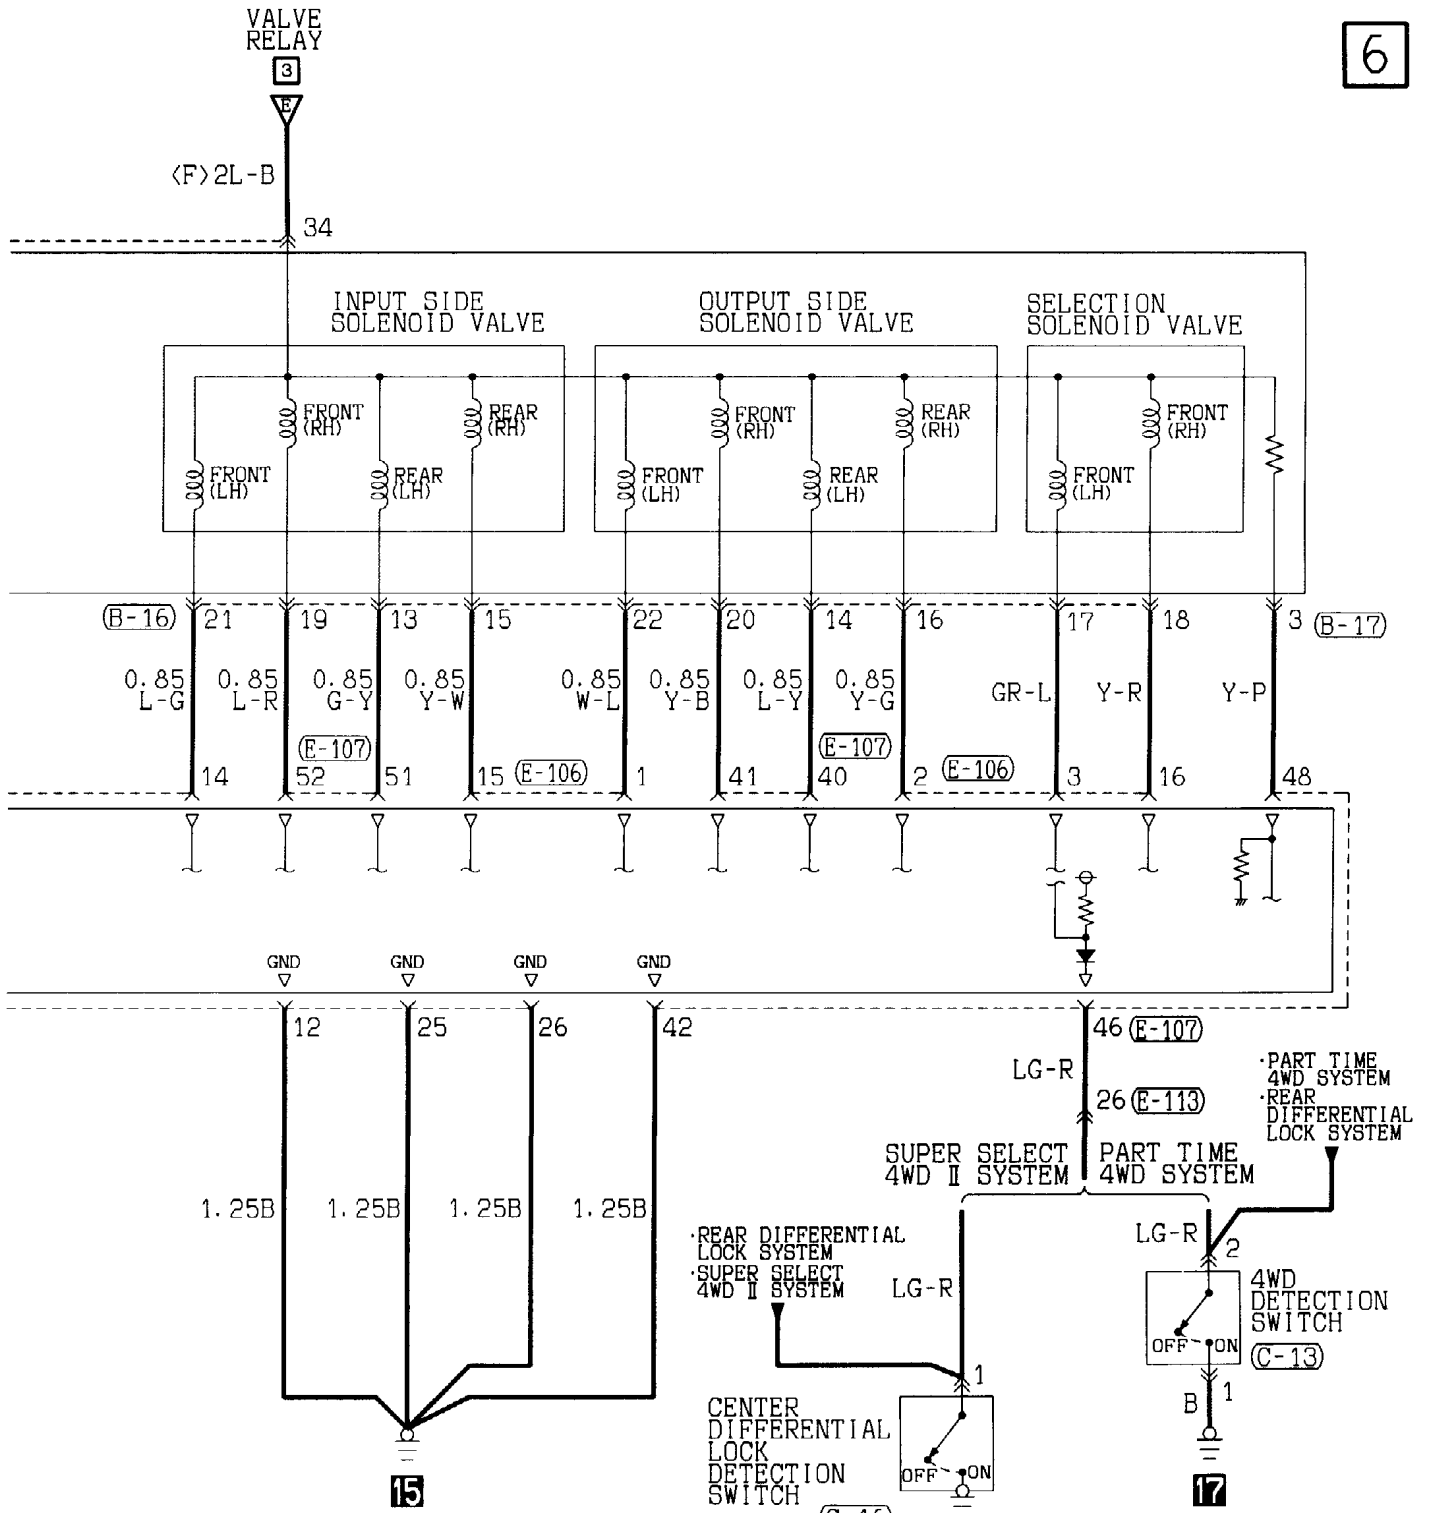 VALVE
RELAY
3
E
6
<F>2L-B
34
INPUT SIDE
SOLENOID VALVE
OUTPUT SIDE
SOLENOID VALVE
SELECTION
SOLENOID VALVE
FRONT
(RH)
REAR
(RH)
FRONT
(RH)
REAR
(RH)
FRONT
(RH)
FRONT
(LH)
REAR
(LH)
FRONT
(LH)
REAR
(LH)
FRONT
(LH)
B-16 21 19 13 15 22 20 14 16 17 18 3 B-17
0.85 0.85 0.85 0.85 0.85 0.85 0.85 0.85
L-G L-R G-Y Y-W W-L Y-B L-Y Y-G GR-L Y-R Y-P
E-107 E-107
14 52 51 15 E-106 1 41 40 2 E-106 3 16 48
GND GND GND GND
12 25 26 42 46 E-107
LG-R
26 E-113
·PART TIME
4WD SYSTEM
·REAR
DIFFERENTIAL
LOCK SYSTEM
SUPER SELECT
4WD Ⅱ SYSTEM
PART TIME
4WD SYSTEM
1.25B 1.25B 1.25B 1.25B
·REAR DIFFERENTIAL
LOCK SYSTEM
·SUPER SELECT
4WD Ⅱ SYSTEM
LG-R
LG-R
2
4WD
DETECTION
SWITCH
OFF ON
C-13
1
B
1
CENTER
DIFFERENTIAL
LOCK
DETECTION
SWITCH
OFF ON
15
17